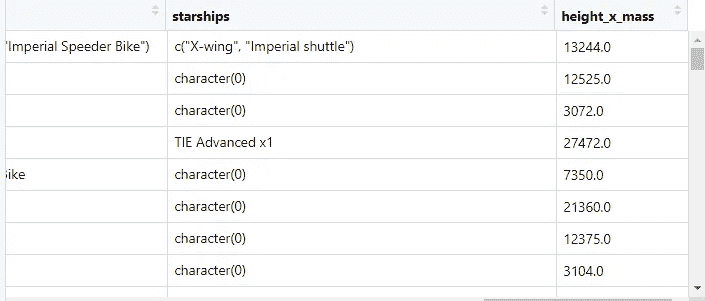 starships height_x_mass
"Imperial Speeder Bike") c("X-wing", "Imperial shuttle") 13244.0
character(0) 12525.0
character(0) 3072.0
TIE Advanced x1 27472.0
Bike character(0) 7350.0
character(0) 21360.0
character(0) 12375.0
character(0) 3104.0